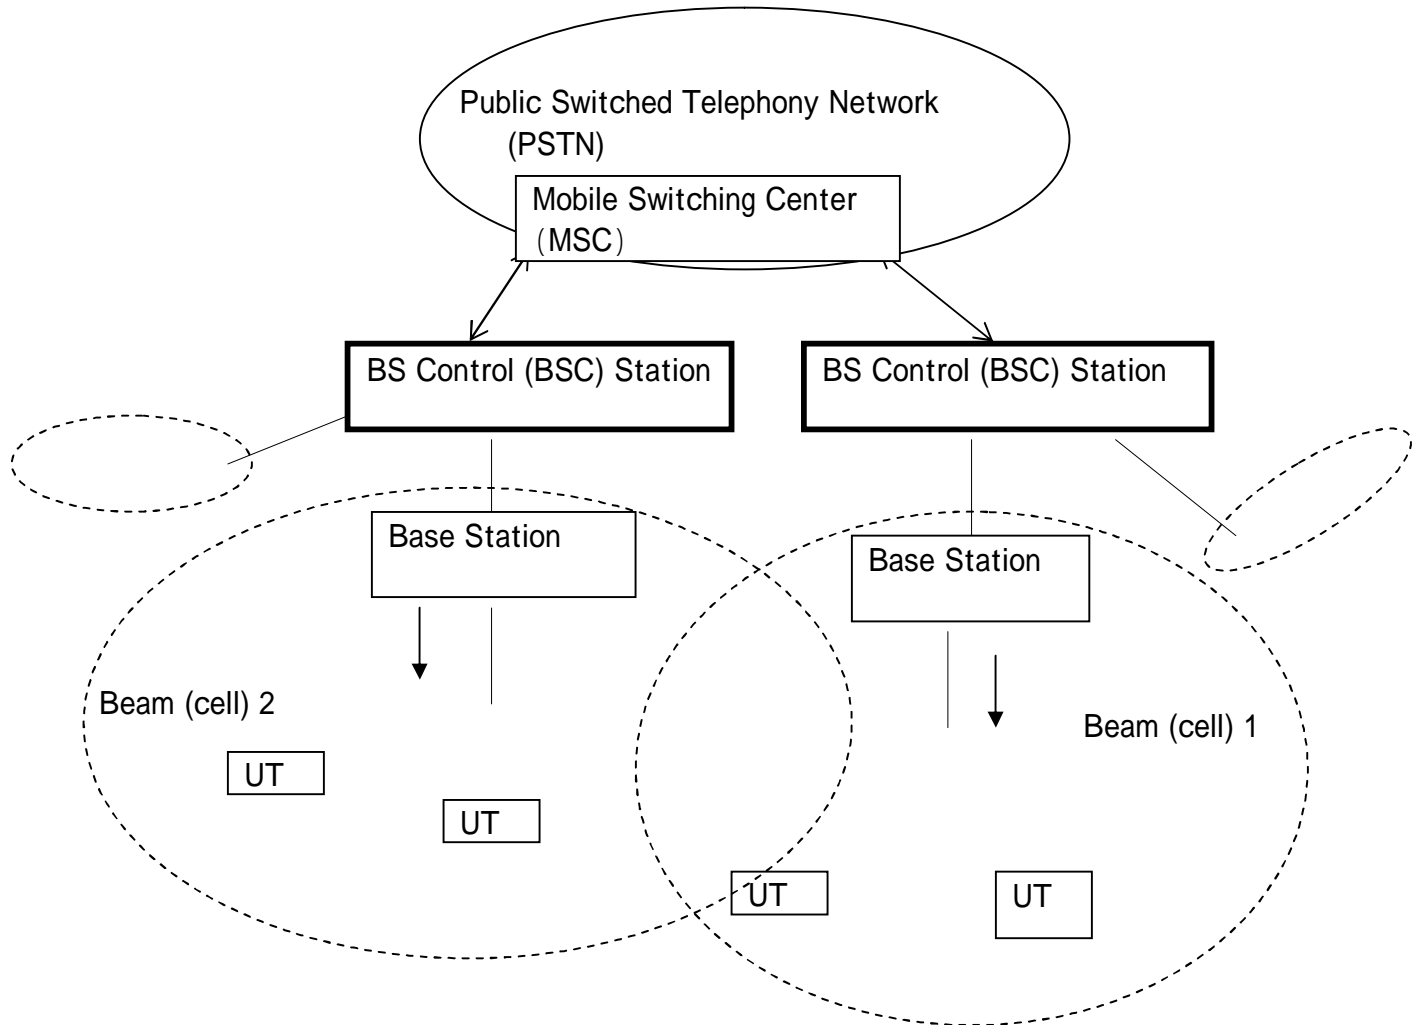 Public Switched Telephony Network
(PSTN)
Mobile Switching Center
(MSC)
BS Control (BSC) Station
BS Control (BSC) Station
Base Station
Base Station
Beam (cell) 2
Beam (cell) 1
UT
UT
UT
UT